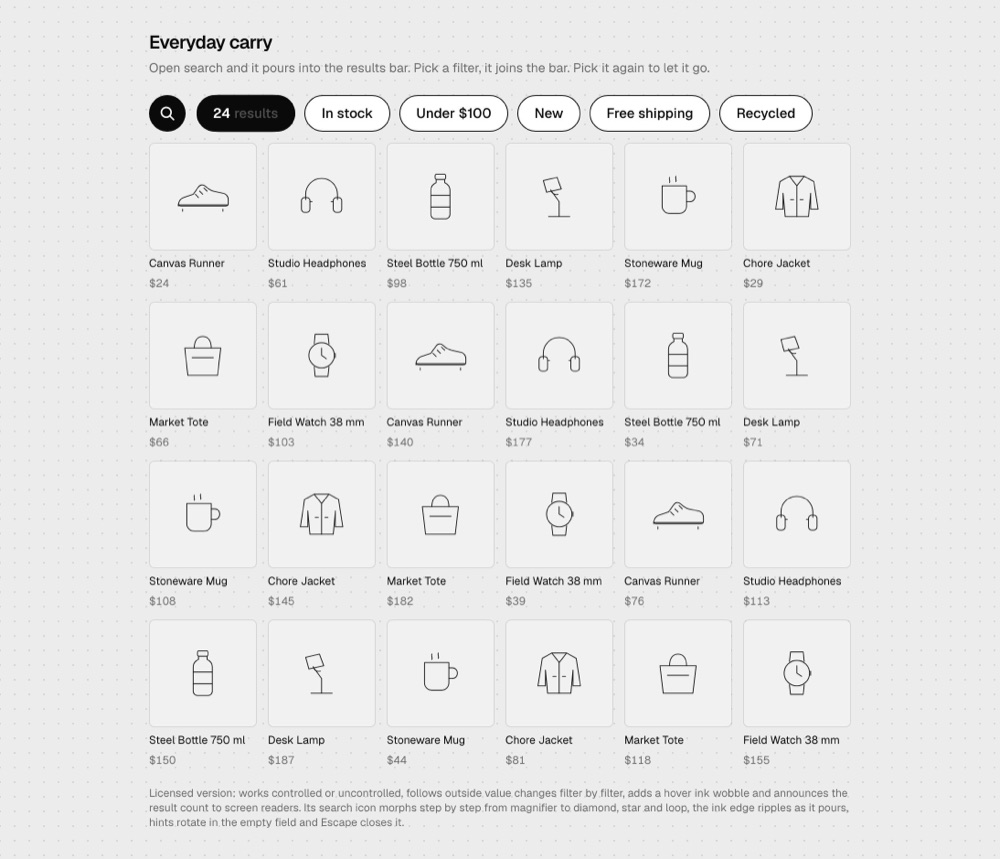 Everyday carry
Open search and it pours into the results bar. Pick a filter, it joins the bar. Pick it again to let it go.
24 results In stock Under $100 New Free shipping Recycled
Canvas Runner Studio Headphones Steel Bottle 750 ml Desk Lamp Stoneware Mug Chore Jacket
$24 $61 $98 $135 $172 $29
Market Tote Field Watch 38 mm Canvas Runner Studio Headphones Steel Bottle 750 ml Desk Lamp
$66 $103 $140 $177 $34 $71
Stoneware Mug Chore Jacket Market Tote Field Watch 38 mm Canvas Runner Studio Headphones
$108 $145 $182 $39 $76 $113
Steel Bottle 750 ml Desk Lamp Stoneware Mug Chore Jacket Market Tote Field Watch 38 mm
$150 $187 $44 $81 $118 $155
Licensed version: works controlled or uncontrolled, follows outside value changes filter by filter, adds a hover ink wobble and announces the
result count to screen readers. Its search icon morphs step by step from magnifier to diamond, star and loop, the ink edge ripples as it pours,
hints rotate in the empty field and Escape closes it.